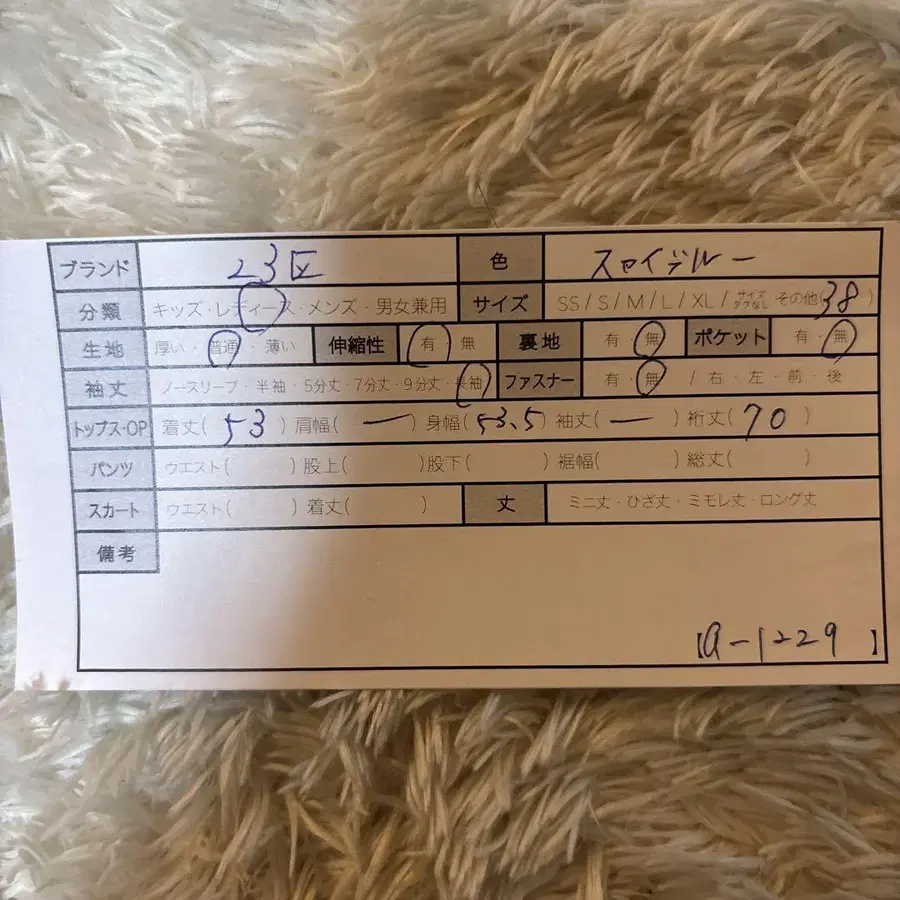 ブランド 23区 色 スモイデルー
分類 キッズ・レディース・メンズ・男女兼用 サイズ SS/S/M/L/XL/サイズタグなし その他(38)
生地 厚い・普通・薄い 伸縮性 有・無 裏地 有・無 ポケット 有・無
袖丈 ノースリーブ・半袖・5分丈・7分丈・9分丈・長袖 ファスナー 有・無 / 右・左・前・後
トップス・OP 着丈(53) 肩幅(ー) 身幅(53.5) 袖丈(ー) 裄丈(70)
パンツ ウエスト( ) 股上( ) 股下( ) 裾幅( ) 総丈( )
スカート ウエスト( ) 着丈( ) 丈 ミニ丈・ひざ丈・ミモレ丈・ロング丈
備考
【a-1229】